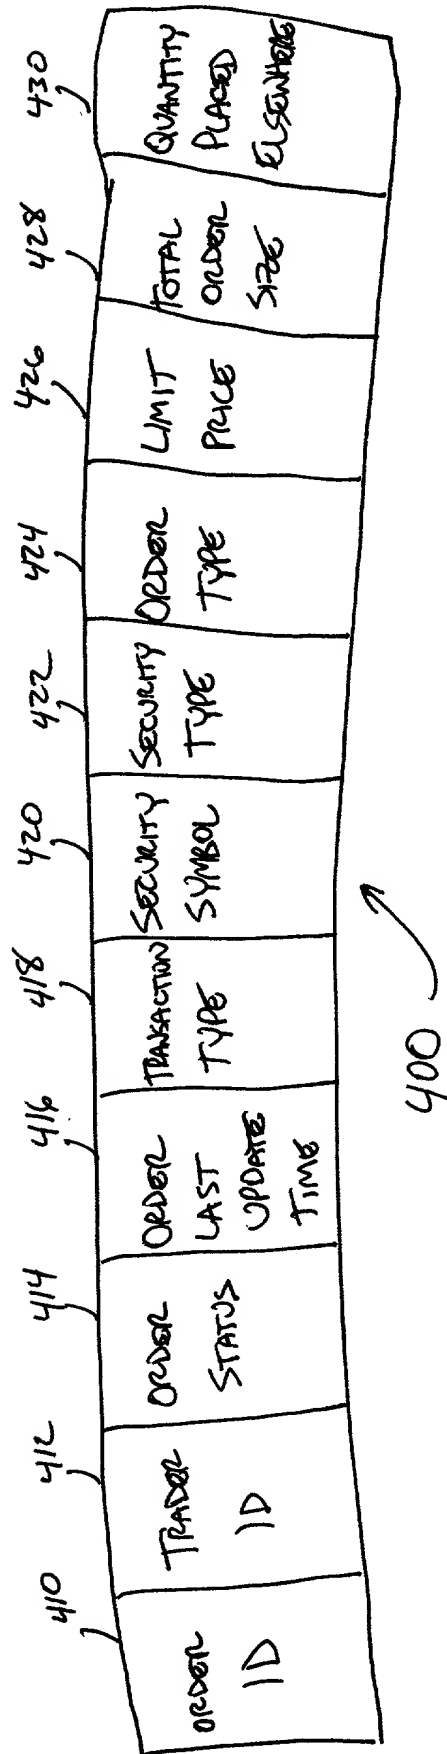 410
412
414
416
418
420
422
424
426
428
430
ORDER
ID
TRADER
ID
ORDER
STATUS
ORDER
LAST
UPDATE
TIME
TRANSACTION
TYPE
SECURITY
SYMBOL
SECURITY
TYPE
ORDER
TYPE
LIMIT
PRICE
TOTAL
ORDER
SIZE
QUANTITY
PLACED
ELSEWHERE
400